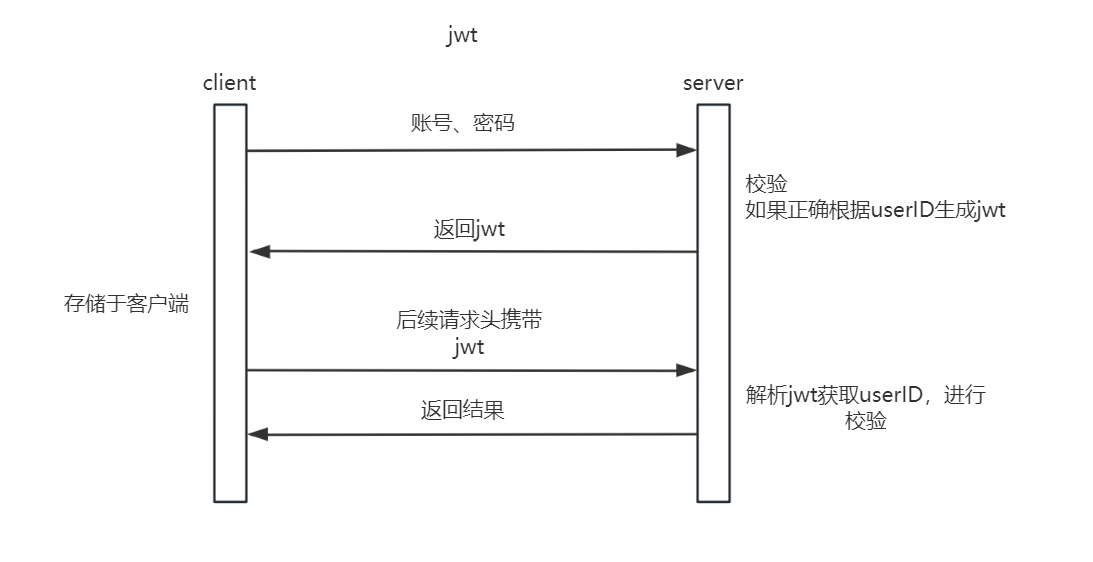 jwt
client
server
账号、密码
校验
如果正确根据userID生成jwt
返回jwt
存储于客户端
后续请求头携带
jwt
解析jwt获取userID，进行
校验
返回结果